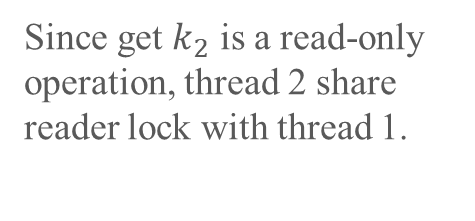 Since get k₂ is a read-only
operation, thread 2 share
reader lock with thread 1.